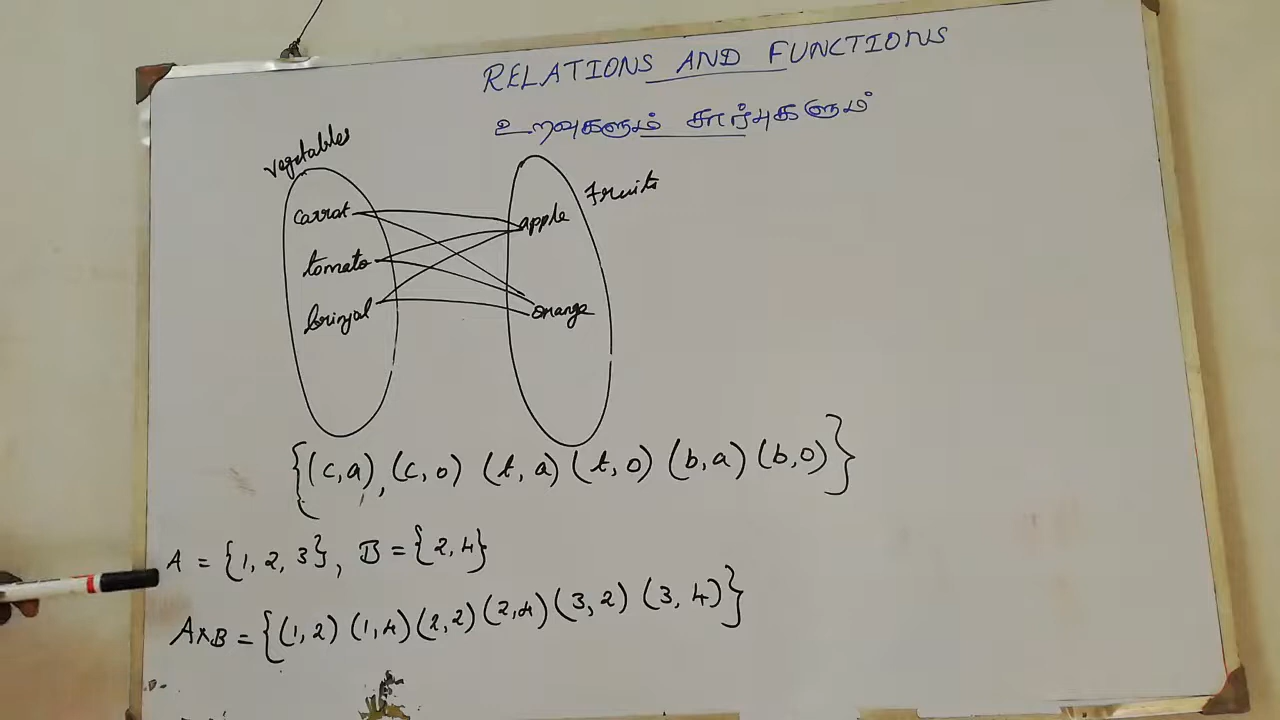 RELATIONS AND FUNCTIONS
உறவுகளும் சார்புகளும்
vegetables
fruits
carrot
apple
tomato
brinjal
orange
{(c,a), (c,o) (t,a) (t,o) (b,a) (b,o)}
A = {1, 2, 3}, B = {2, 4}
A×B = {(1,2) (1,4) (2,2) (2,4) (3,2) (3,4)}